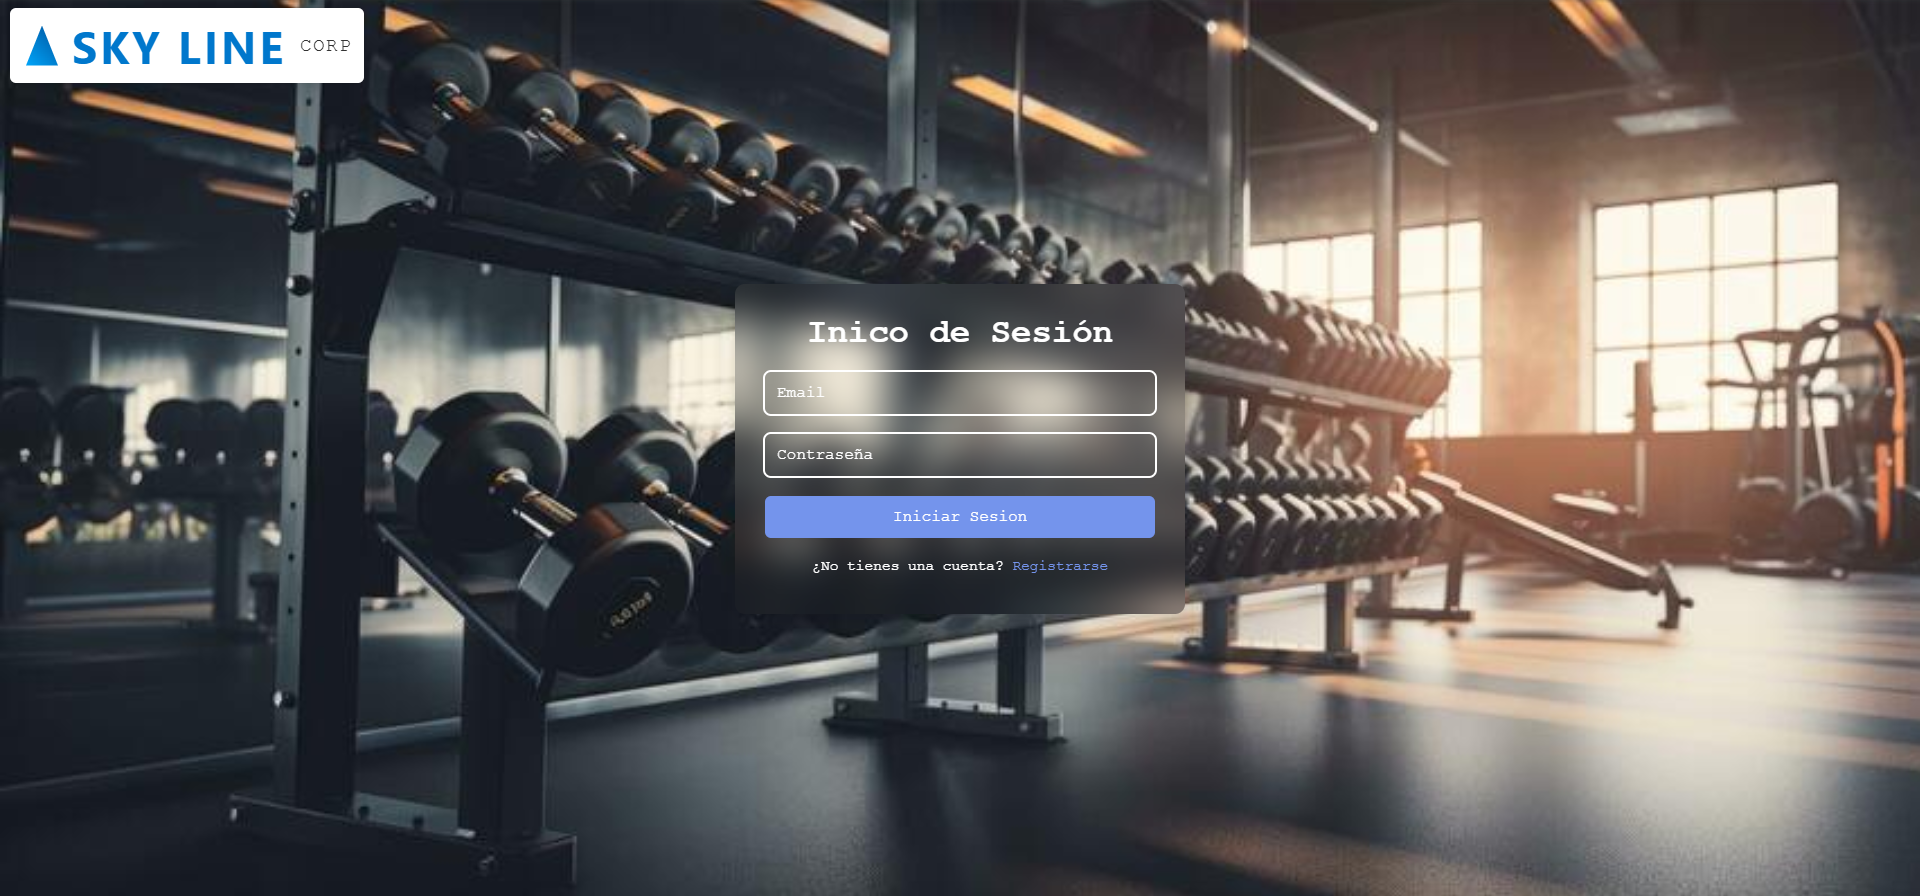 SKY LINE CORP
Inico de Sesión
Email
Contraseña
Iniciar Sesion
¿No tienes una cuenta? Registrarse